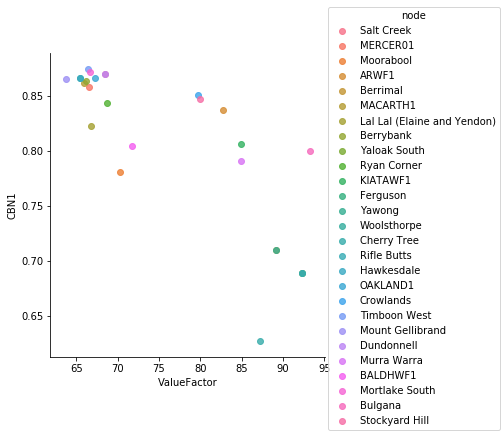 node
Salt Creek
MERCER01
Moorabool
ARWF1
Berrimal
MACARTH1
Lal Lal (Elaine and Yendon)
Berrybank
Yaloak South
Ryan Corner
KIATAWF1
Ferguson
Yawong
Woolsthorpe
Cherry Tree
Rifle Butts
Hawkesdale
OAKLAND1
Crowlands
Timboon West
Mount Gellibrand
Dundonnell
Murra Warra
BALDHWF1
Mortlake South
Bulgana
Stockyard Hill
CBN1
0.85
0.80
0.75
0.70
0.65
65 70 75 80 85 90 95
ValueFactor